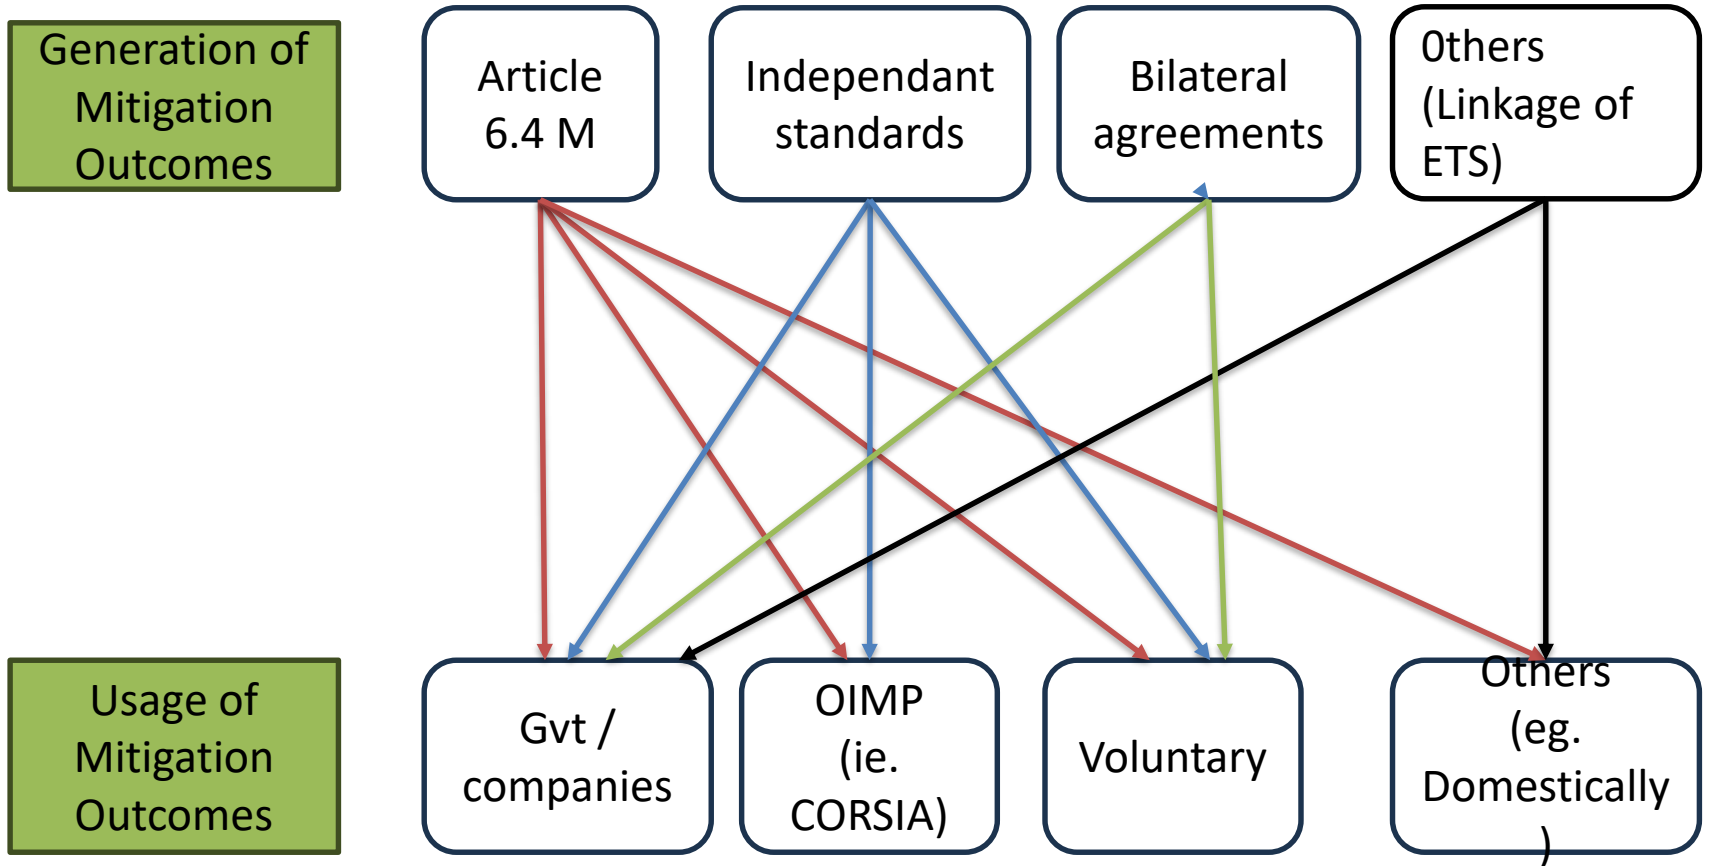 Generation of
Mitigation
Outcomes
Article
6.4 M
Independant
standards
Bilateral
agreements
0thers
(Linkage of
ETS)
Usage of
Mitigation
Outcomes
Gvt /
companies
OIMP
(ie.
CORSIA)
Voluntary
Others
(eg.
Domestically
)